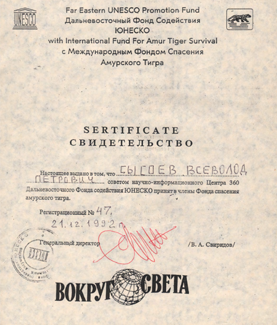 Far Eastern UNESCO Promotion Fund
Дальневосточный Фонд Содействия
ЮНЕСКО
with International Fund For Amur Tiger Survival
с Международным Фондом Спасения
Амурского Тигра
SERTIFICATE
СВИДЕТЕЛЬСТВО
Настоящее выдано в том, что СЫСОЕВ ВСЕВОЛОД
ПЕТРОВИЧ советом научно-информационного Центра 360
Дальневосточного Фонда содействия ЮНЕСКО принят в члены Фонда спасения
амурского тигра.
Регистрационный № 47.
21.12.1992 г.
Генеральный директор /В. А. Свиридов/
ВОКРУГ СВЕТА